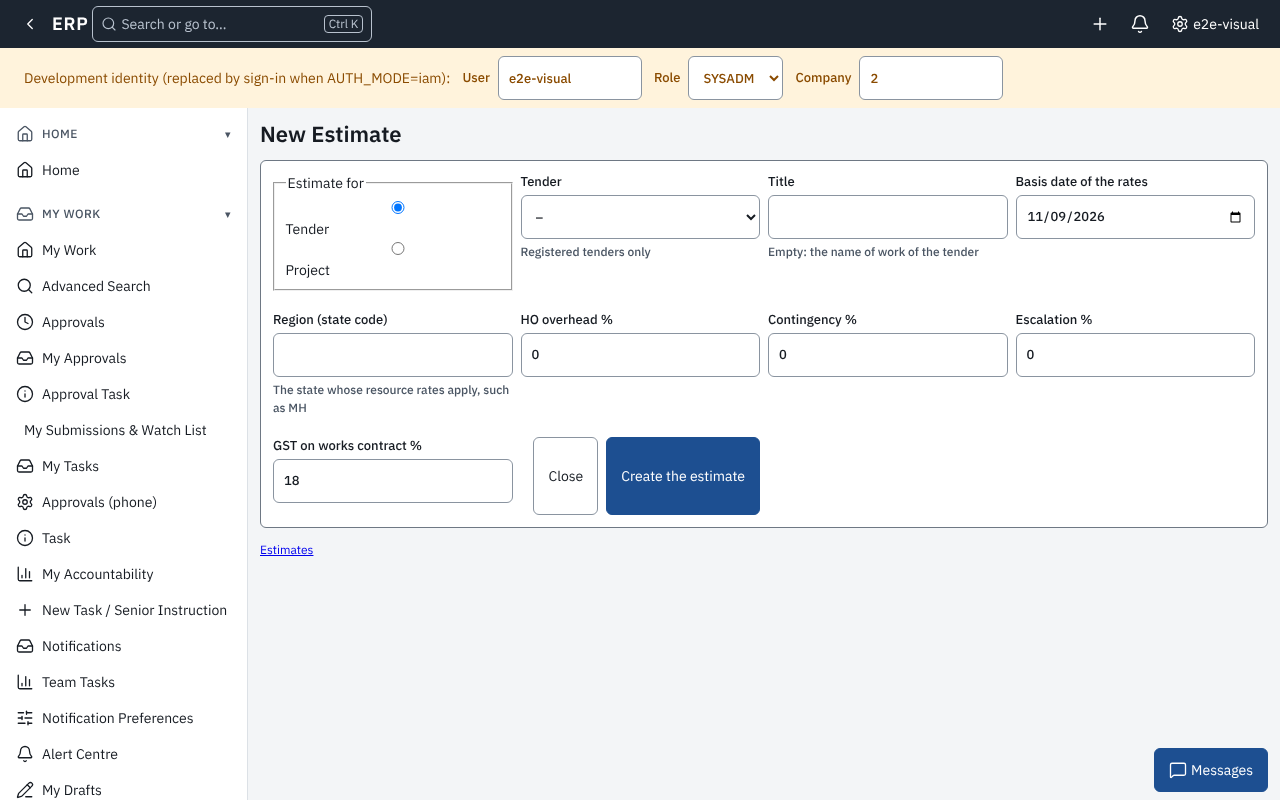 ERP
Search or go to...
Ctrl K
e2e-visual
Development identity (replaced by sign-in when AUTH_MODE=iam):
User
e2e-visual
Role
SYSADM
Company
2
HOME
Home
MY WORK
My Work
Advanced Search
Approvals
My Approvals
Approval Task
My Submissions & Watch List
My Tasks
Approvals (phone)
Task
My Accountability
New Task / Senior Instruction
Notifications
Team Tasks
Notification Preferences
Alert Centre
My Drafts
New Estimate
Estimate for
Tender
Project
Tender
–
Registered tenders only
Title
Empty: the name of work of the tender
Basis date of the rates
11/09/2026
Region (state code)
The state whose resource rates apply, such
as MH
HO overhead %
0
Contingency %
0
Escalation %
0
GST on works contract %
18
Close
Create the estimate
Estimates
Messages